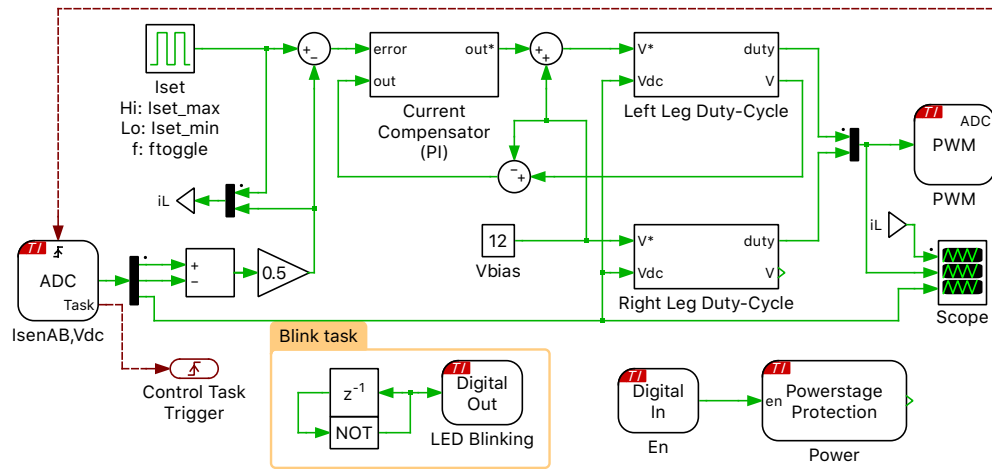 Iset
Hi: Iset_max
Lo: Iset_min
f: ftoggle
+
−
error
out*
out
Current
Compensator
(PI)
+
+
V*
duty
Vdc
V
Left Leg Duty-Cycle
TI
ADC
PWM
PWM
−
+
iL
12
Vbias
V*
duty
Vdc
V
Right Leg Duty-Cycle
iL
Scope
TI
ADC
Task
IsenAB,Vdc
+
−
0.5
Control Task
Trigger
Blink task
z⁻¹
NOT
TI
Digital
Out
LED Blinking
TI
Digital
In
En
TI
en
Powerstage
Protection
Power